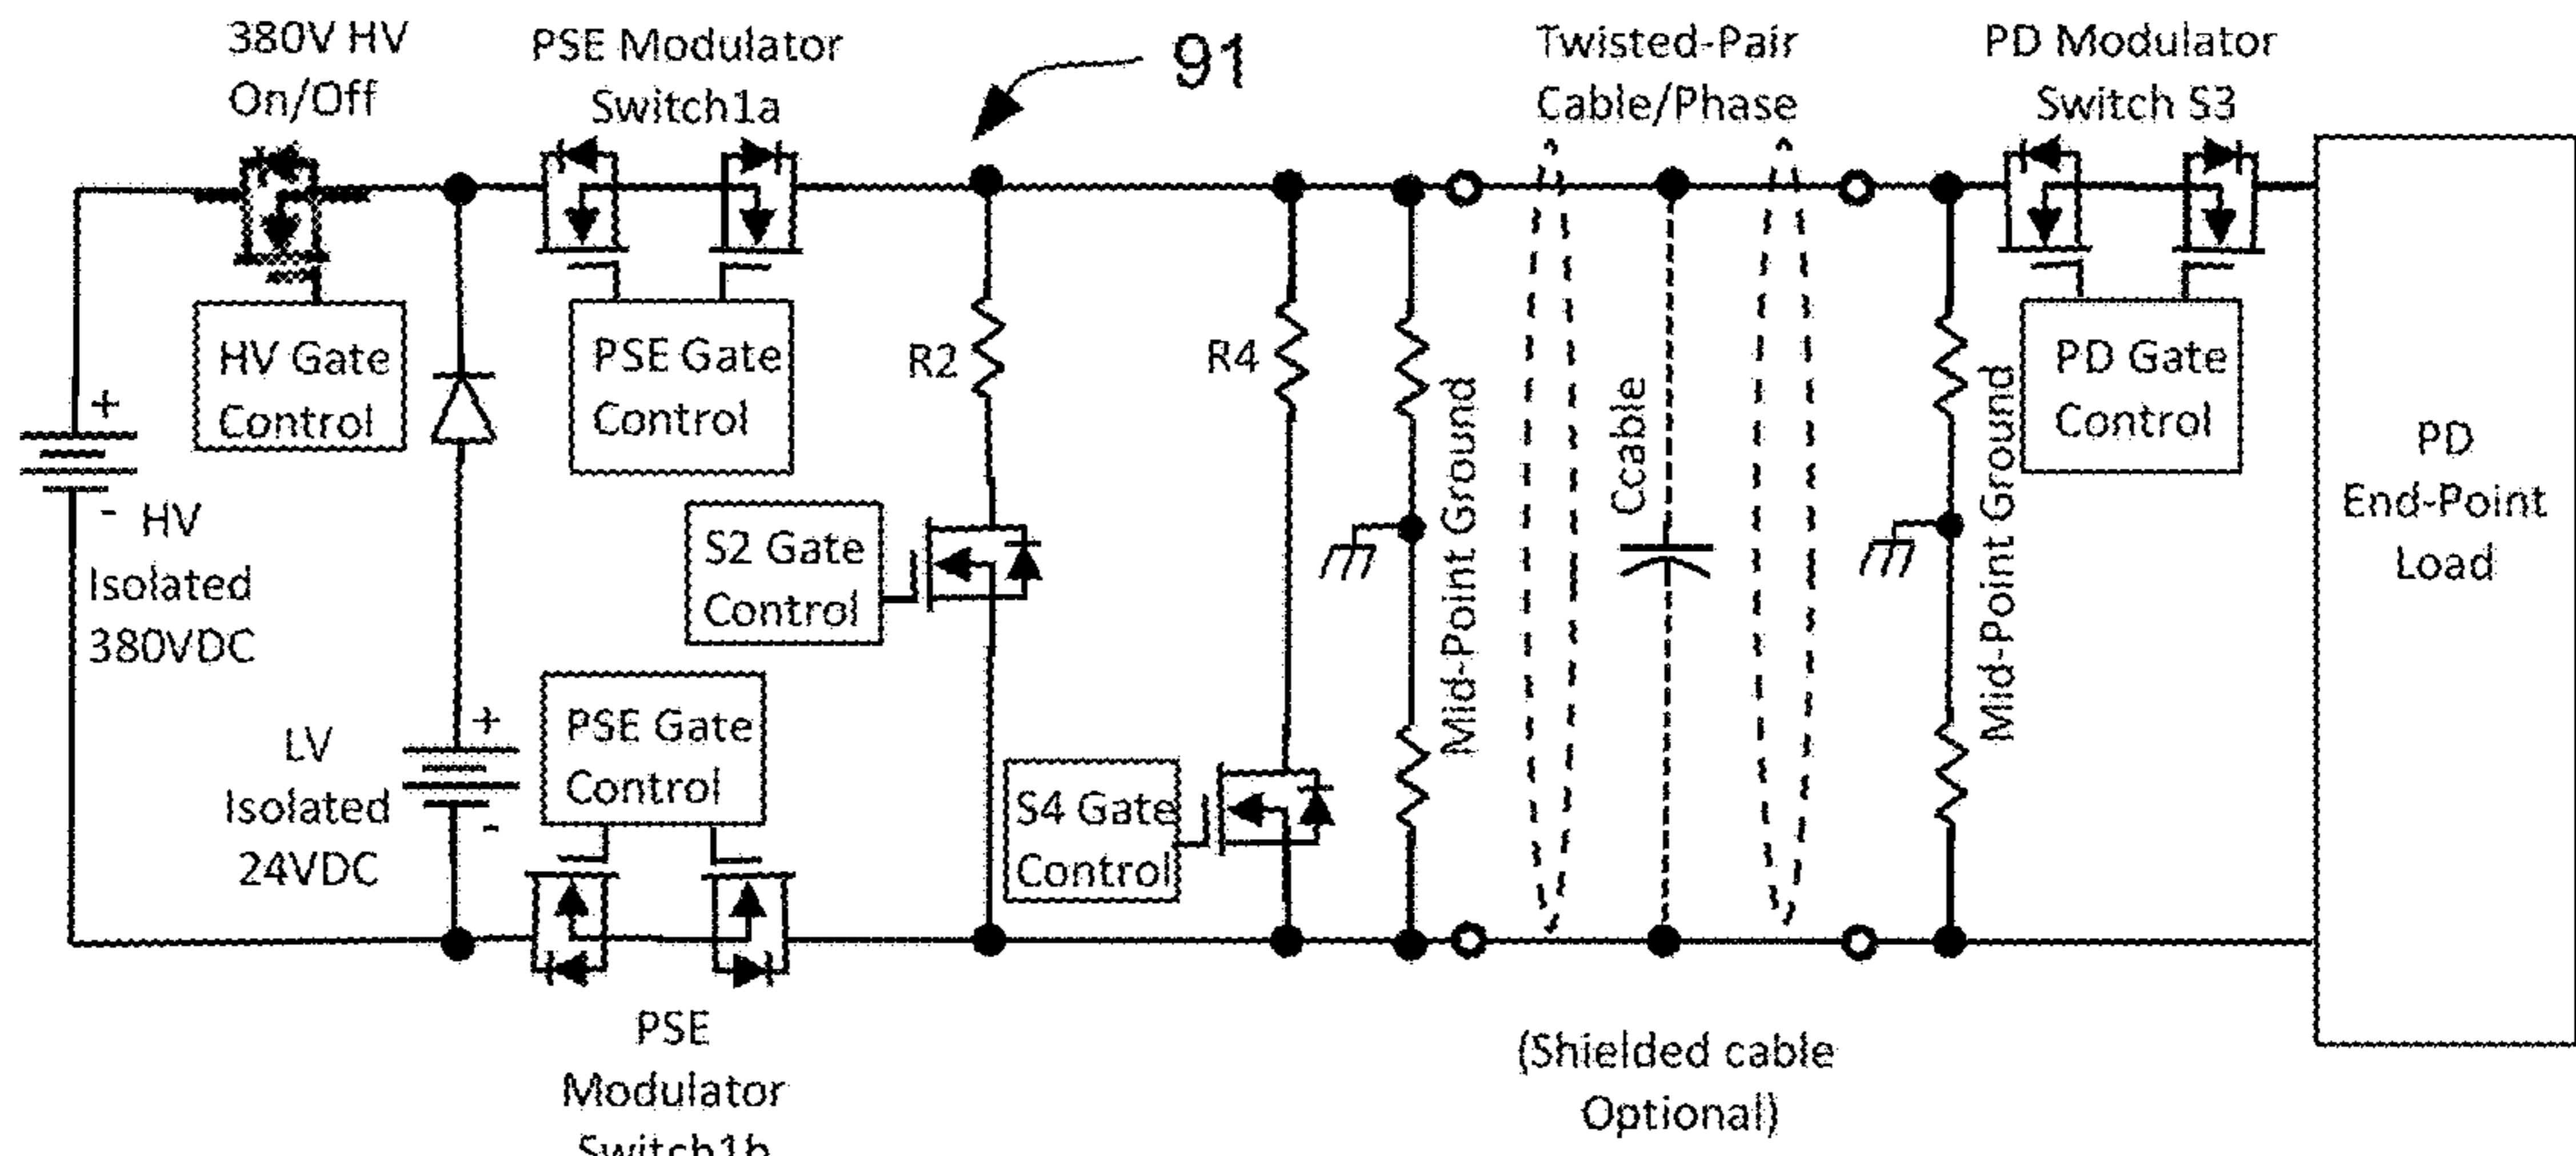 380V HV
On/Off
PSE Modulator
Switch1a
91
Twisted-Pair
Cable/Phase
PD Modulator
Switch S3
HV Gate
Control
PSE Gate
Control
R2
R4
Mid-Point Ground
Ccable
Mid-Point Ground
PD Gate
Control
PD
End-Point
Load
+
-
HV
Isolated
380VDC
S2 Gate
Control
PSE Gate
Control
LV
Isolated
24VDC
+
-
S4 Gate
Control
PSE
Modulator
Switch1b
(Shielded cable
Optional)